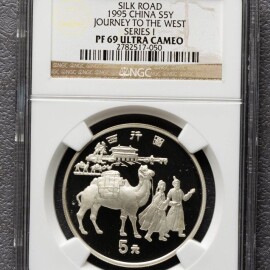 SILK ROAD
1995 CHINA S5Y
JOURNEY TO THE WEST
SERIES I
PF 69 ULTRA CAMEO
2782517-050
NGC
5元